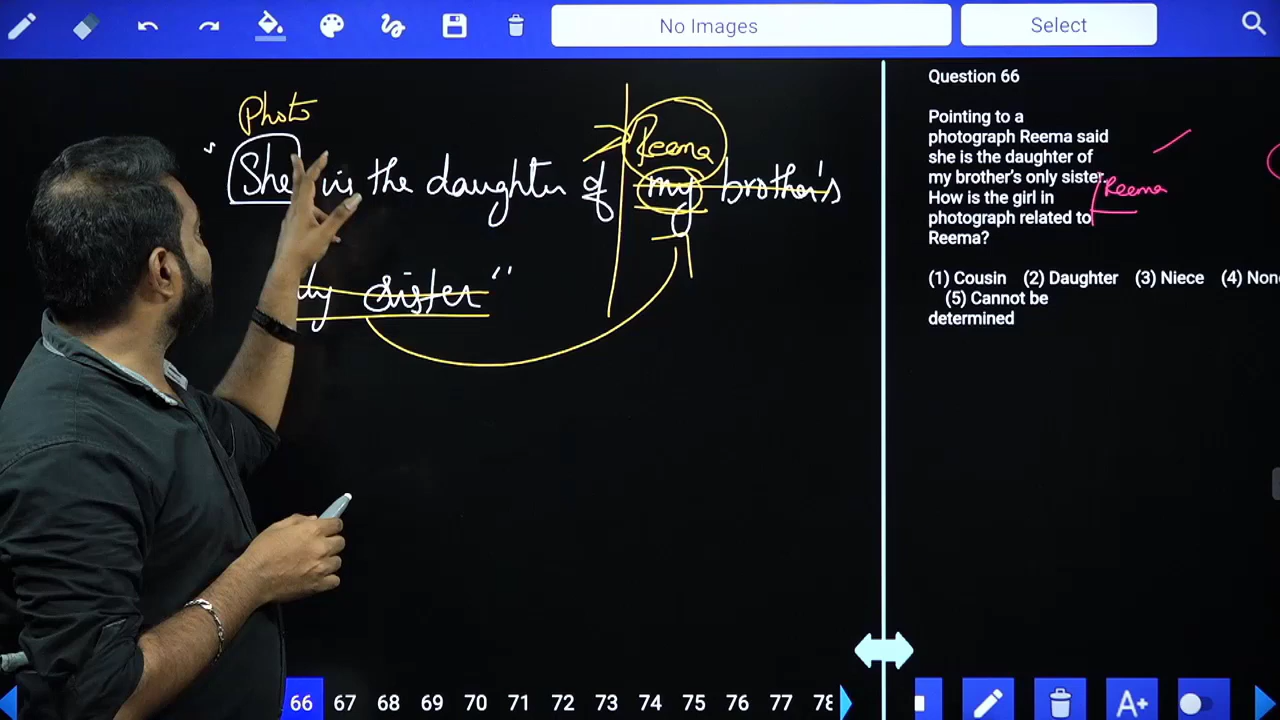 No Images
Select
Photo
Reema
" She is the daughter of my brother's
sister"
Question 66
Pointing to a
photograph Reema said
she is the daughter of
my brother's only sister.
Reema
How is the girl in
photograph related to
Reema?
(1) Cousin (2) Daughter (3) Niece (4)
(5) Cannot be
determined
66 67 68 69 70 71 72 73 74 75 76 77 78
A+